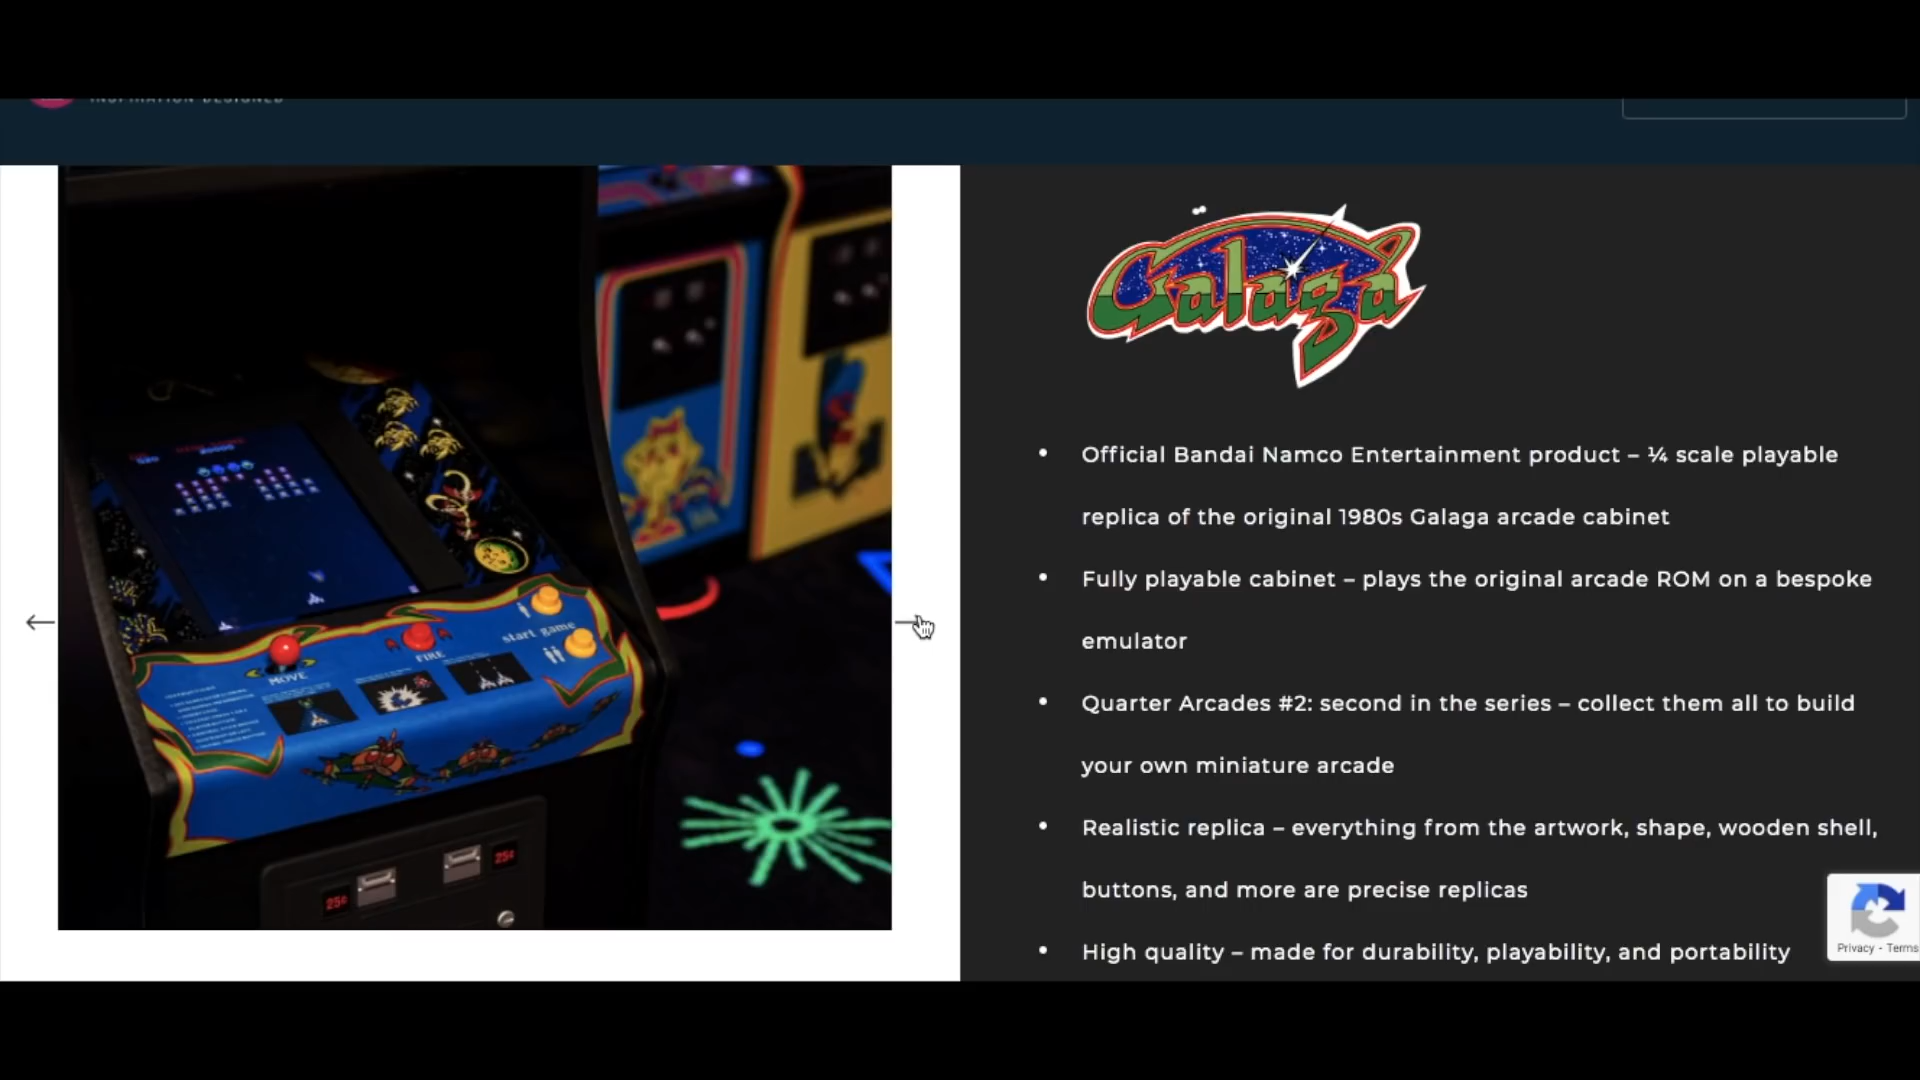 INSPIRATION DESIGNED
Galaga
Official Bandai Namco Entertainment product – ¼ scale playable
replica of the original 1980s Galaga arcade cabinet
Fully playable cabinet – plays the original arcade ROM on a bespoke
emulator
Quarter Arcades #2: second in the series – collect them all to build
your own miniature arcade
Realistic replica – everything from the artwork, shape, wooden shell,
buttons, and more are precise replicas
High quality – made for durability, playability, and portability
Privacy - Terms
20000
start game
FIRE
MOVE
25¢
25¢